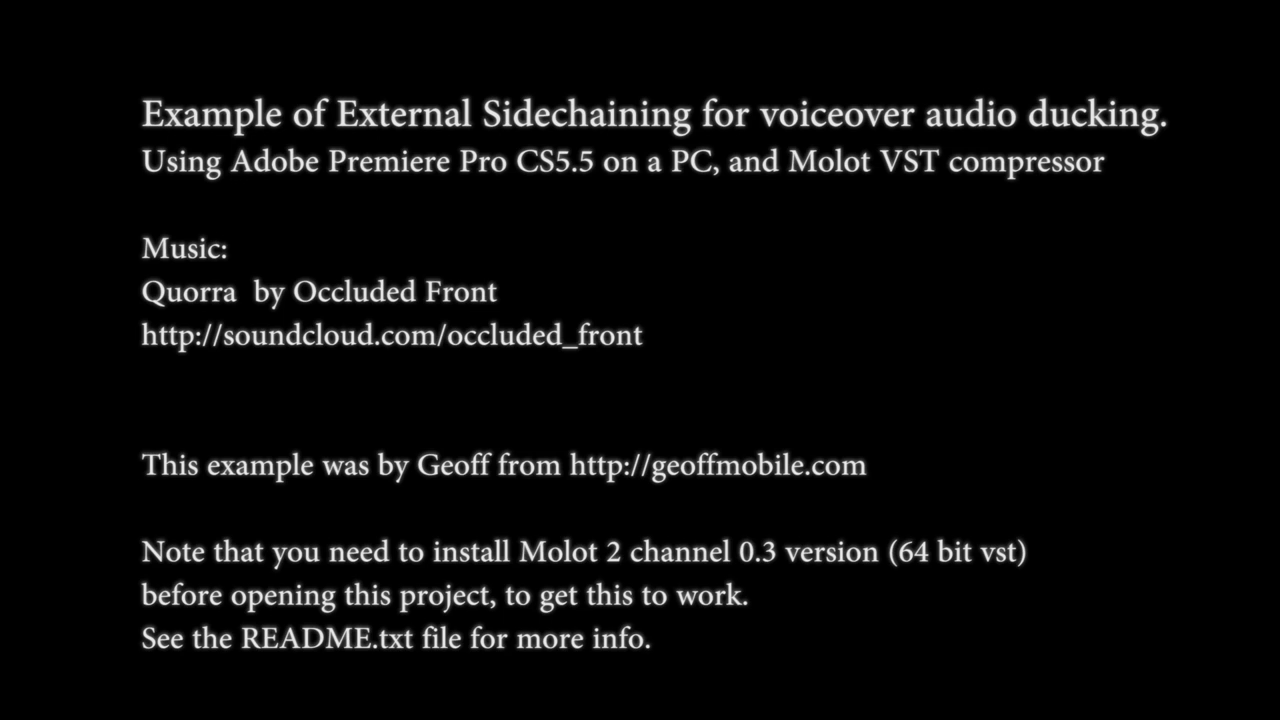 Example of External Sidechaining for voiceover audio ducking.
Using Adobe Premiere Pro CS5.5 on a PC, and Molot VST compressor
Music:
Quorra  by Occluded Front
http://soundcloud.com/occluded_front
This example was by Geoff from http://geoffmobile.com
Note that you need to install Molot 2 channel 0.3 version (64 bit vst)
before opening this project, to get this to work.
See the README.txt file for more info.